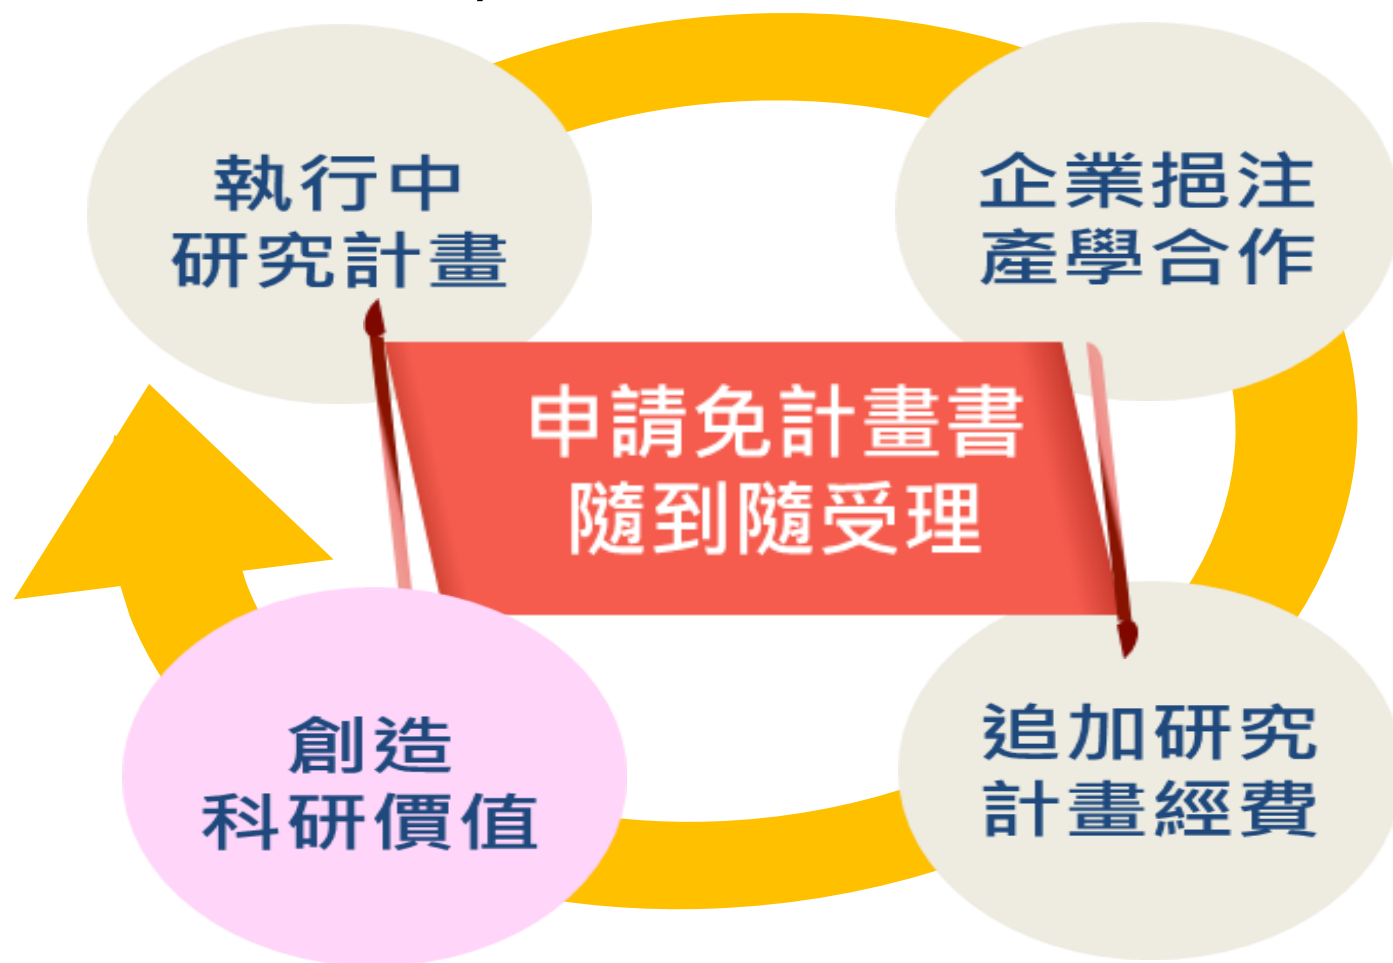 執行中
研究計畫
企業挹注
產學合作
申請免計畫書
隨到隨受理
創造
科研價值
追加研究
計畫經費